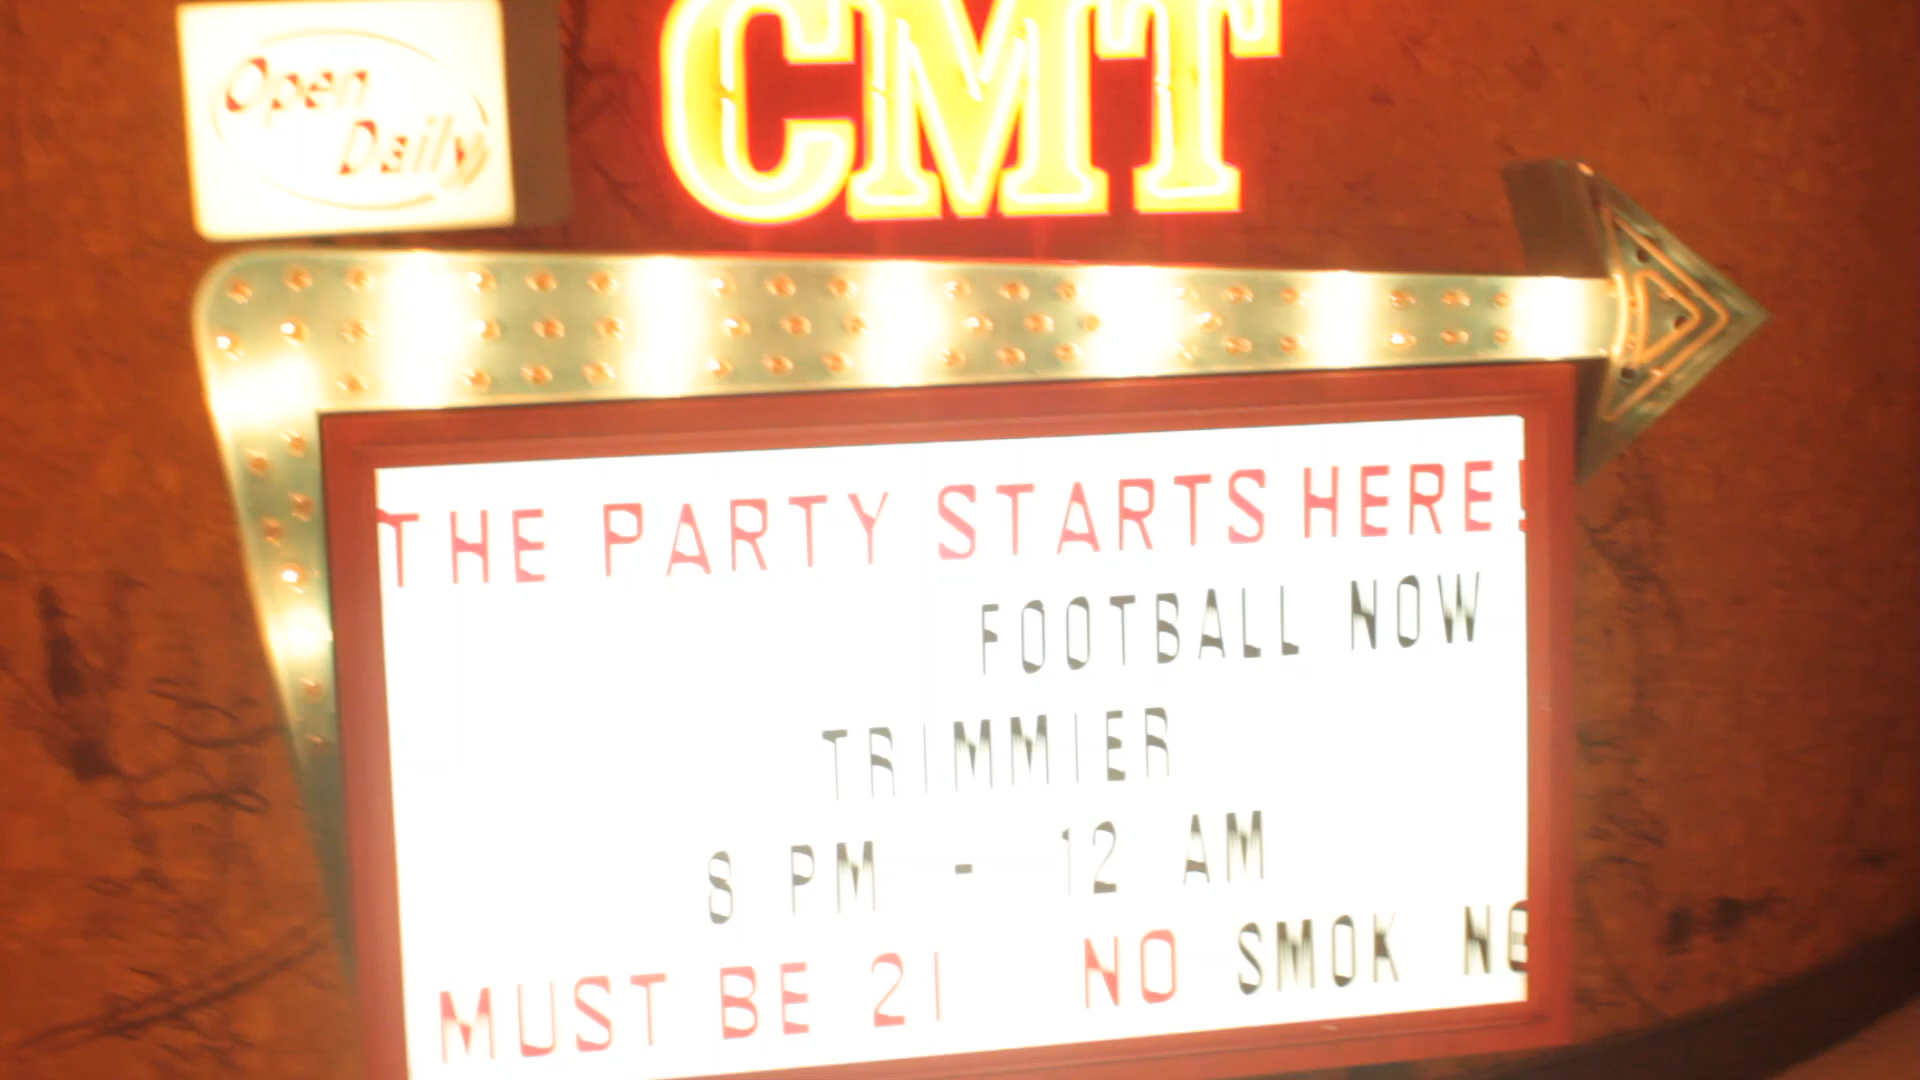 Open
Daily
CMT
THE PARTY STARTS HERE!
FOOTBALL NOW
TRIMMIER
8 PM - 12 AM
MUST BE 21 NO SMOK NG